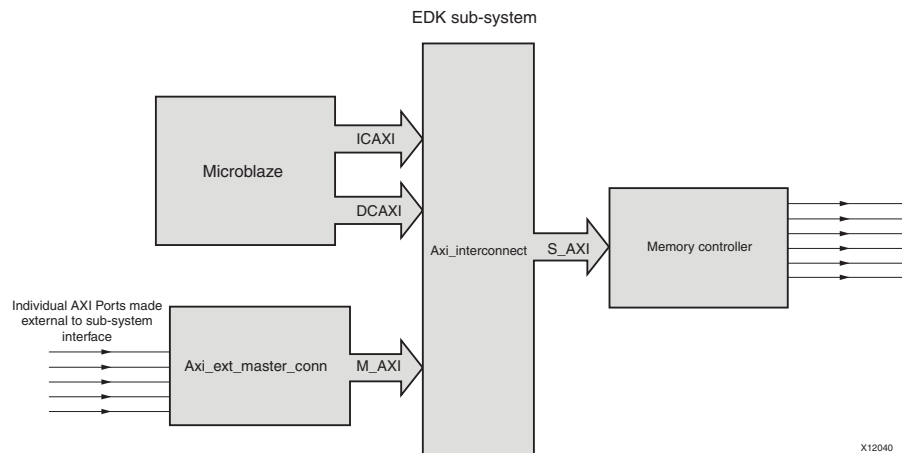 EDK sub-system
ICAXI
Microblaze
DCAXI
Axi_interconnect
S_AXI
Memory controller
Individual AXI Ports made
external to sub-system
interface
Axi_ext_master_conn
M_AXI
X12040